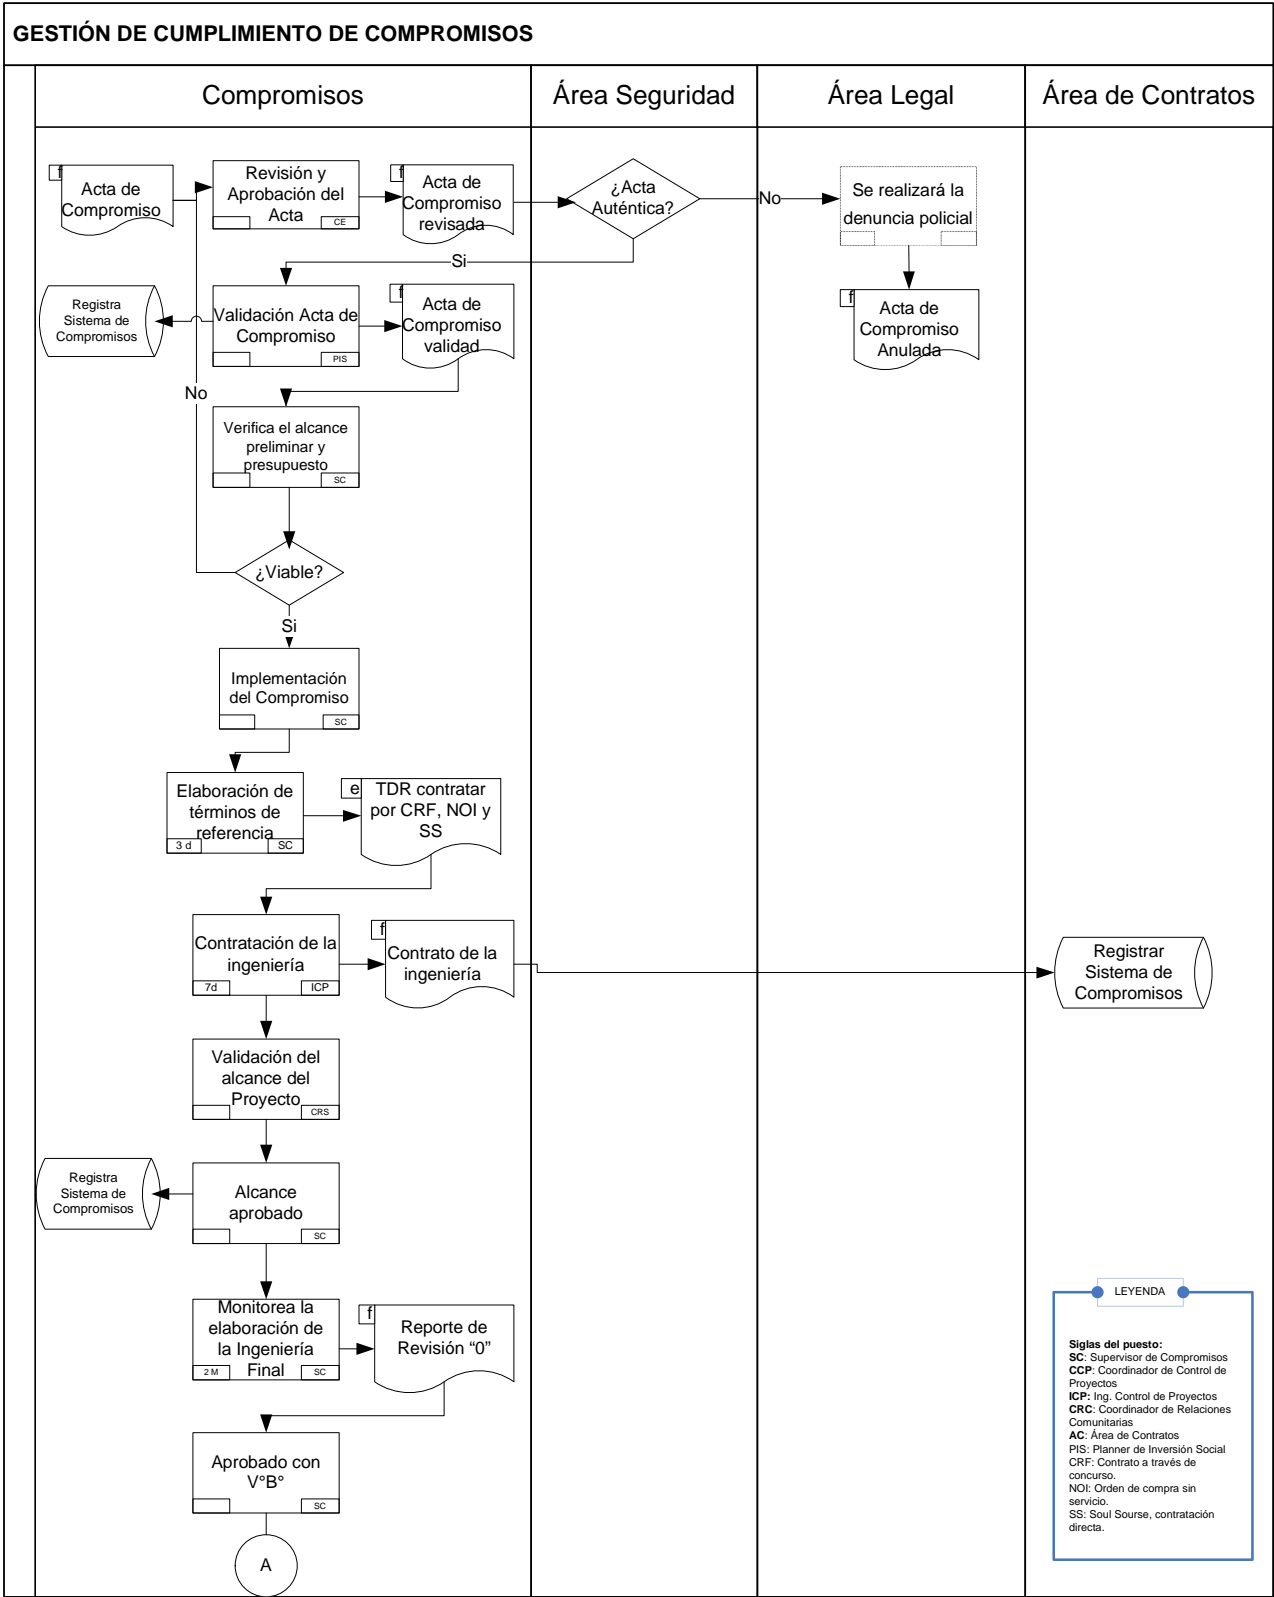 GESTIÓN DE CUMPLIMIENTO DE COMPROMISOS
Compromisos
Área Seguridad
Área Legal
Área de Contratos
f
Acta de
Compromiso
Revisión y
Aprobación del
Acta
CE
f
Acta de
Compromiso
revisada
¿Acta
Auténtica?
No
Se realizará la
denuncia policial
Si
Registra
Sistema de
Compromisos
Validación Acta de
Compromiso
PIS
f
Acta de
Compromiso
validad
f
Acta de
Compromiso
Anulada
No
Verifica el alcance
preliminar y
presupuesto
SC
¿Viable?
Si
Implementación
del Compromiso
SC
Elaboración de
términos de
referencia
3 d
SC
e
TDR contratar
por CRF, NOI y
SS
Contratación de la
ingeniería
7d
ICP
f
Contrato de la
ingeniería
Registrar
Sistema de
Compromisos
Validación del
alcance del
Proyecto
CRS
Registra
Sistema de
Compromisos
Alcance
aprobado
SC
Monitorea la
elaboración de
la Ingeniería
Final
2 M
SC
f
Reporte de
Revisión “0”
Aprobado con
V°B°
SC
A
LEYENDA
Siglas del puesto:
SC: Supervisor de Compromisos
CCP: Coordinador de Control de
Proyectos
ICP: Ing. Control de Proyectos
CRC: Coordinador de Relaciones
Comunitarias
AC: Área de Contratos
PIS: Planner de Inversión Social
CRF: Contrato a través de
concurso.
NOI: Orden de compra sin
servicio.
SS: Soul Sourse, contratación
directa.